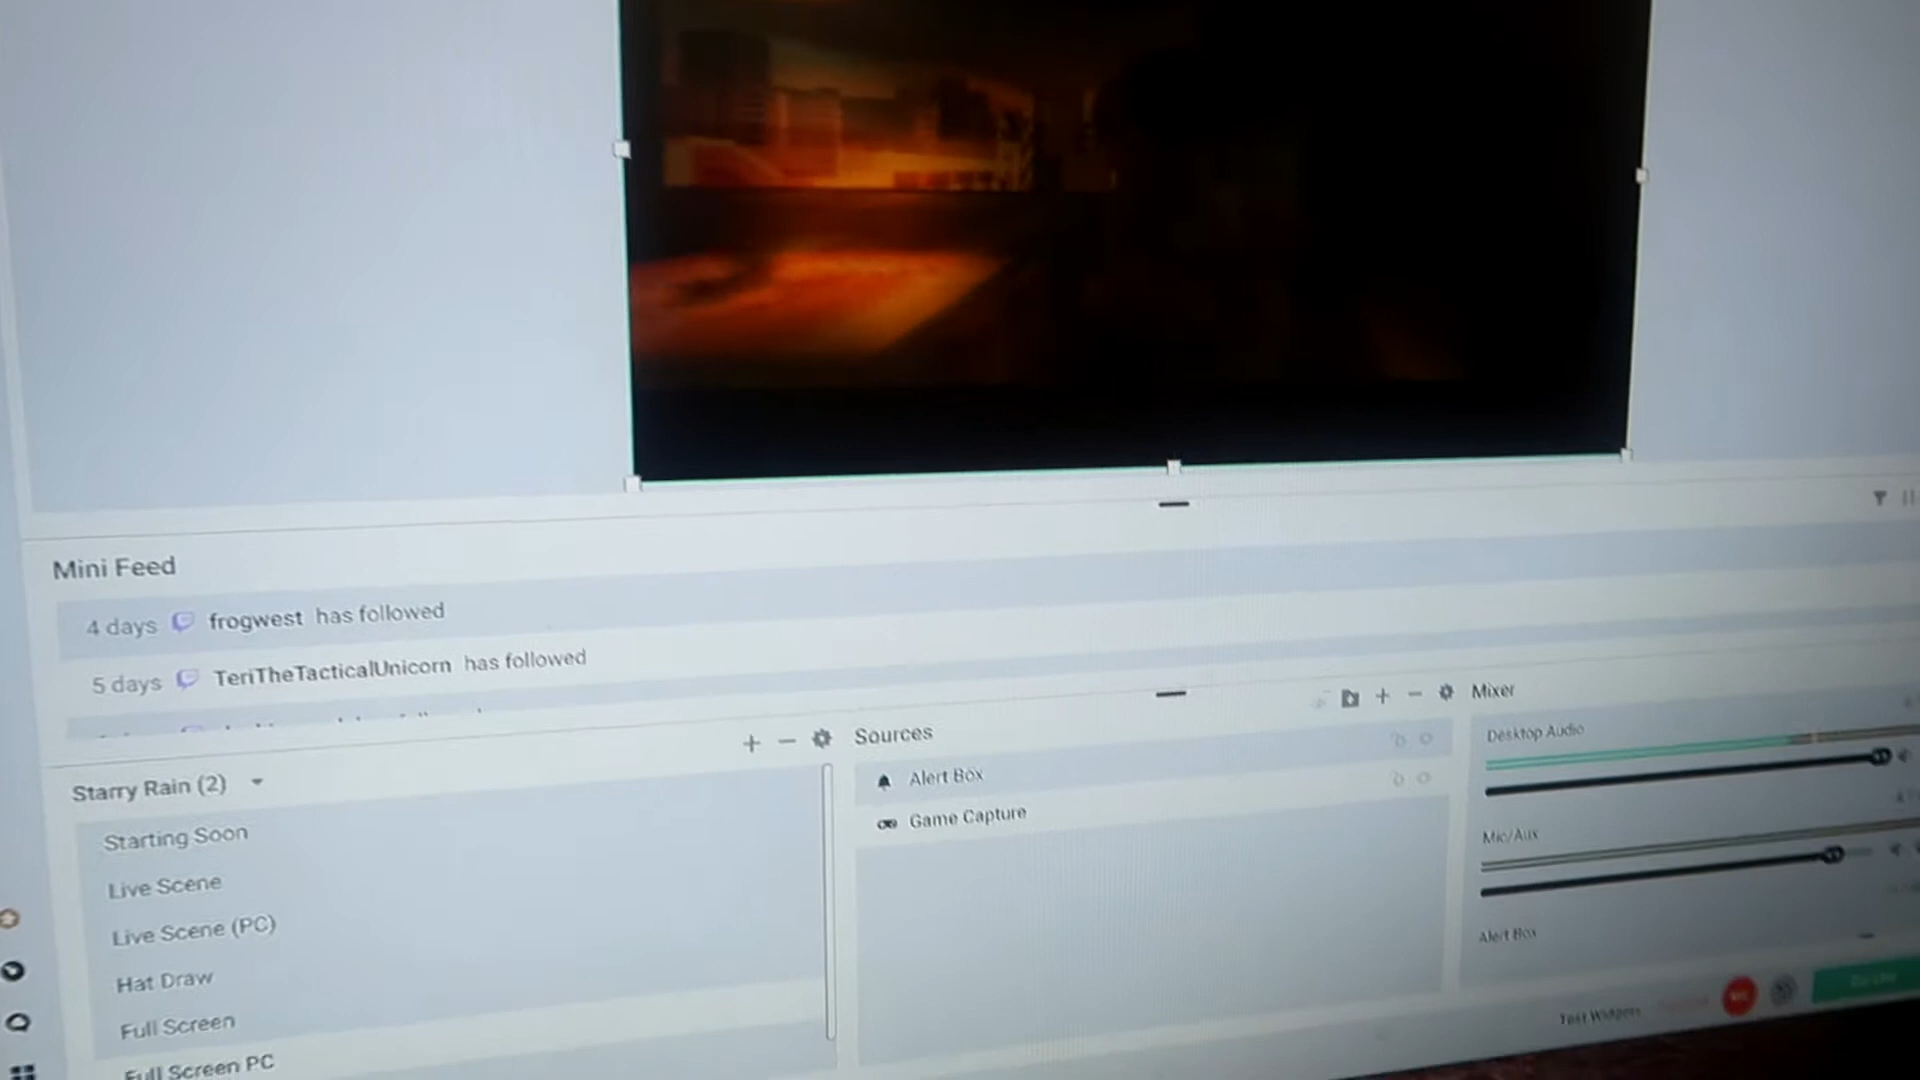 Mini Feed
4 days frogwest has followed
5 days TeriTheTacticalUnicorn has followed
Starry Rain (2)
Starting Soon
Live Scene
Live Scene (PC)
Hat Draw
Full Screen
Full Screen PC
Sources
Alert Box
Game Capture
Mixer
Desktop Audio
Mic/Aux
Alert Box
Test Widgets